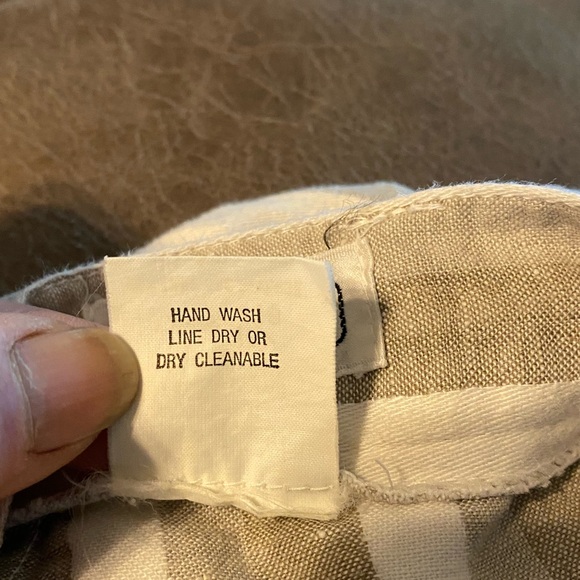 HAND WASH
LINE DRY OR
DRY CLEANABLE